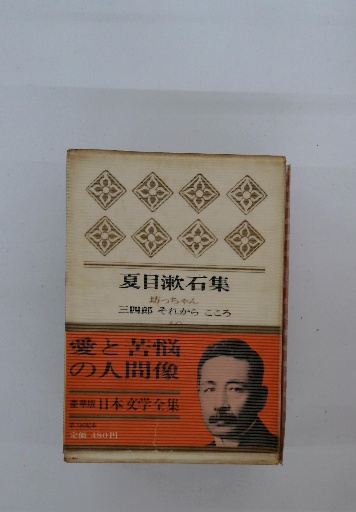 夏目漱石集
坊っちゃん
三四郎 それから こころ
愛と苦悩
の人間像
豪華版 日本文学全集
定価 480円